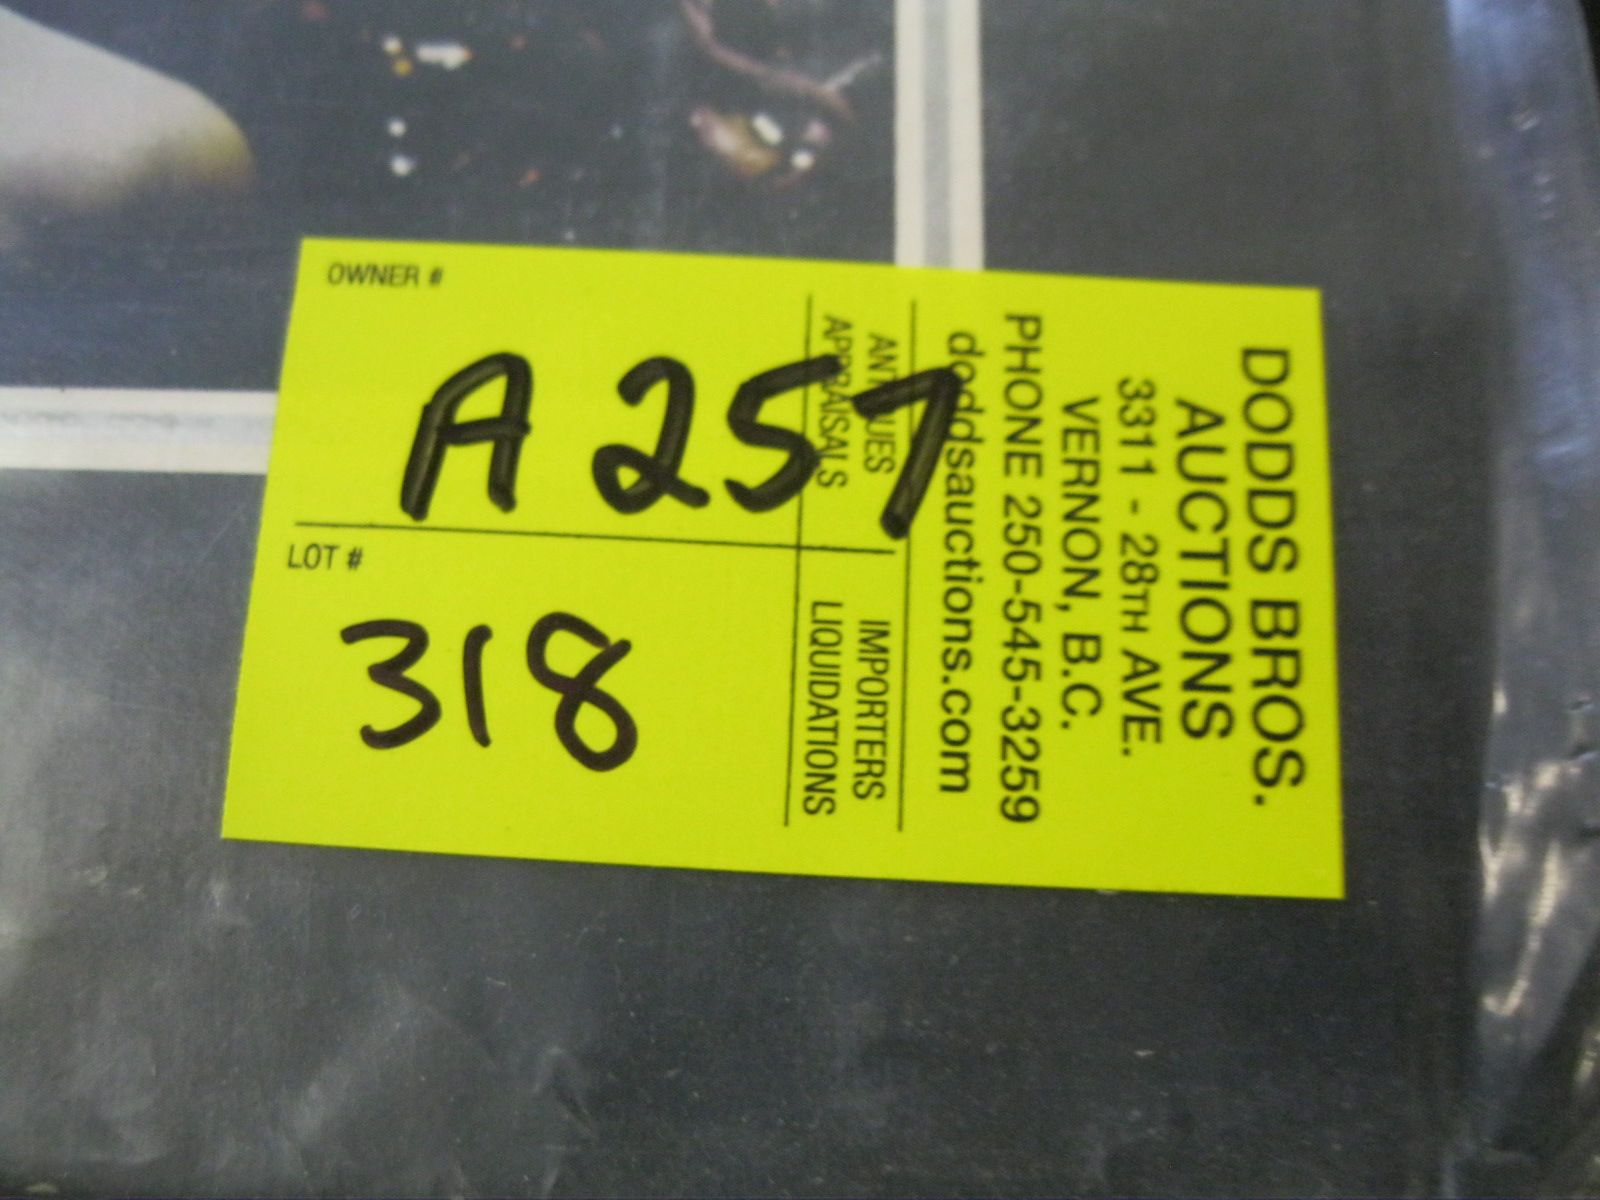 OWNER #
A 257
LOT #
318
DODDS BROS.
AUCTIONS
3311 - 28TH AVE.
VERNON, B.C.
PHONE 250-545-3259
doddsauctions.com
ANTIQUES IMPORTERS
APPRAISALS LIQUIDATIONS